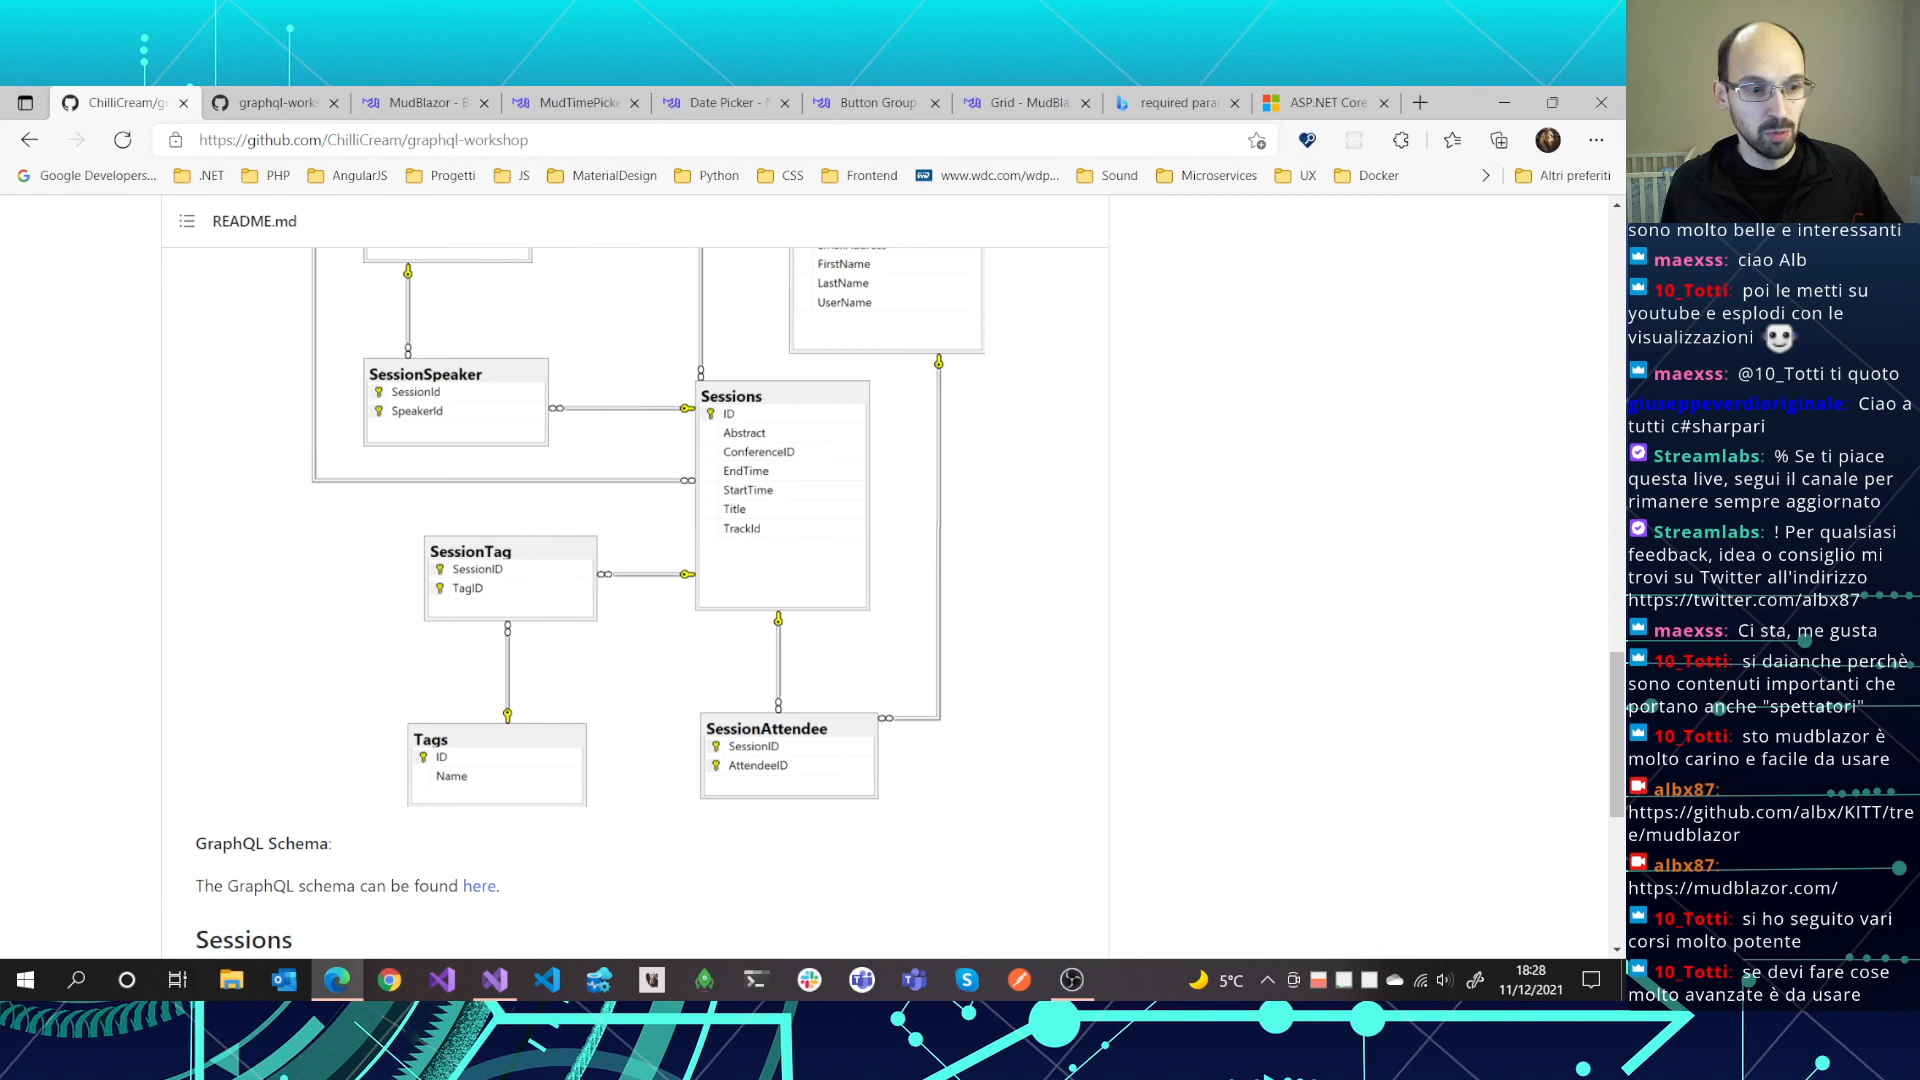 ChilliCream/gr
graphql-works
MudBlazor - B
MudTimePicke
Date Picker -
Button Group
Grid - MudBla
required para
ASP.NET Core
https://github.com/ChilliCream/graphql-workshop
Google Developers...
.NET
PHP
AngularJS
Progetti
JS
MaterialDesign
Python
CSS
Frontend
www.wdc.com/wdp...
Sound
Microservices
UX
Docker
Altri preferiti
README.md
FirstName
LastName
UserName
SessionSpeaker
SessionId
SpeakerId
Sessions
ID
Abstract
ConferenceID
EndTime
StartTime
Title
TrackId
SessionTag
SessionID
TagID
Tags
ID
Name
SessionAttendee
SessionID
AttendeeID
GraphQL Schema:
The GraphQL schema can be found here.
Sessions
5°C
18:28
11/12/2021
sono molto belle e interessanti
maexss: ciao Alb
10_Totti: poi le metti su
youtube e esplodi con le
visualizzazioni
maexss: @10_Totti ti quoto
giuseppeverdioriginale: Ciao a
tutti c#sharpari
Streamlabs: % Se ti piace
questa live, segui il canale per
rimanere sempre aggiornato
Streamlabs: ! Per qualsiasi
feedback, idea o consiglio mi
trovi su Twitter all'indirizzo
https://twitter.com/albx87
maexss: Ci sta, me gusta
10_Totti: si daianche perchè
sono contenuti importanti che
portano anche "spettatori"
10_Totti: sto mudblazor è
molto carino e facile da usare
albx87:
https://github.com/albx/KITT/tre
e/mudblazor
albx87:
https://mudblazor.com/
10_Totti: si ho seguito vari
corsi molto potente
10_Totti: se devi fare cose
molto avanzate è da usare